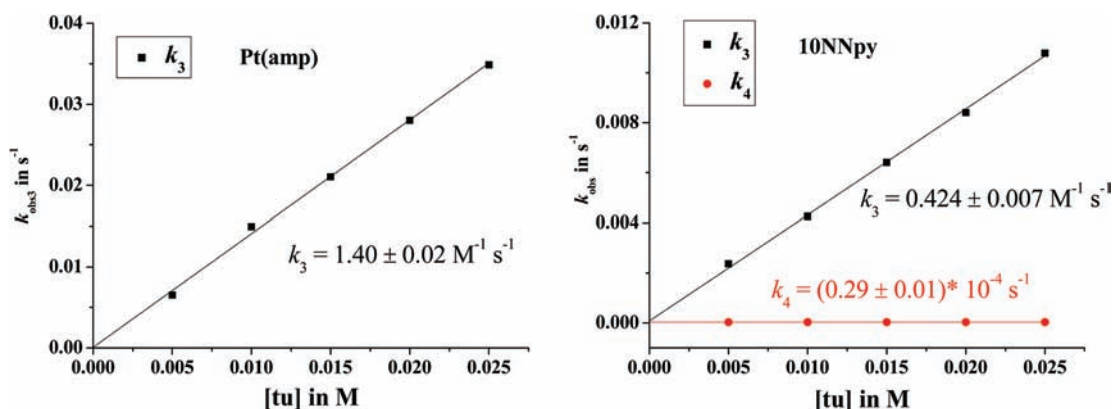 k3
Pt(amp)
k3 = 1.40 ± 0.02 M-1 s-1
0.04
0.03
0.02
0.01
0.00
kobs3 in s-1
0.000 0.005 0.010 0.015 0.020 0.025
[tu] in M
k3
k4
10NNpy
k3 = 0.424 ± 0.007 M-1 s-1
k4 = (0.29 ± 0.01)* 10-4 s-1
0.012
0.008
0.004
0.000
kobs in s-1
0.000 0.005 0.010 0.015 0.020 0.025
[tu] in M